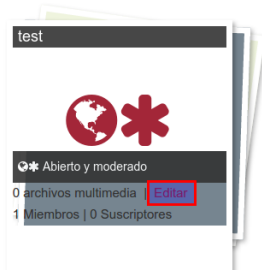 test
Abierto y moderado
0 archivos multimedia | Editar
1 Miembros | 0 Suscriptores